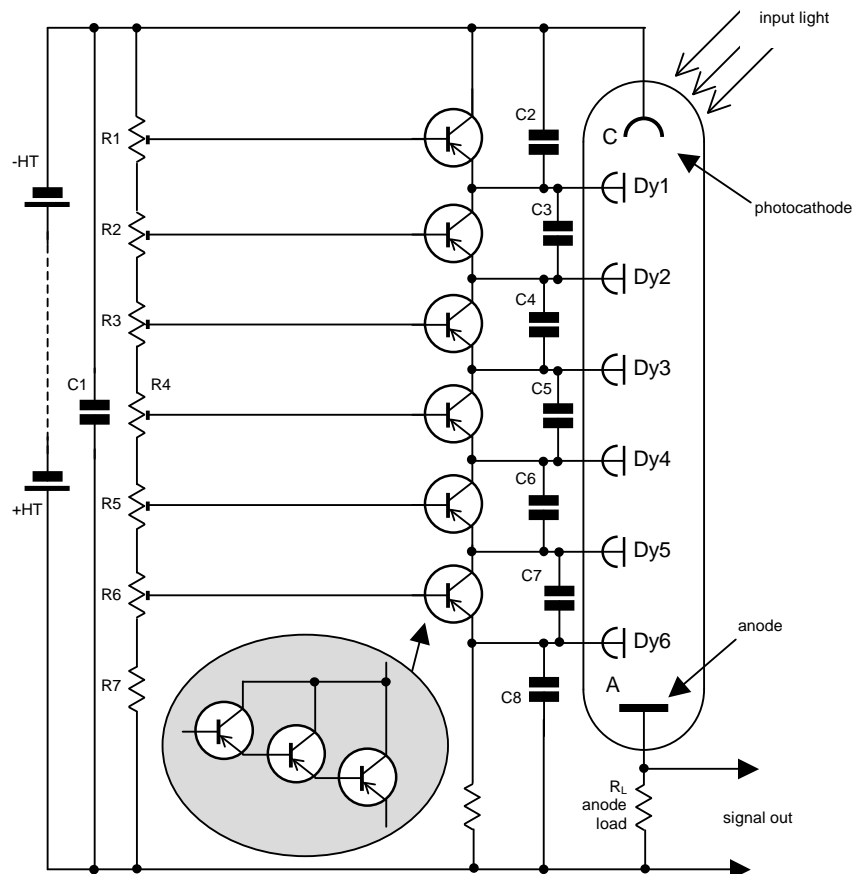 input light
C2
R1
C
-HT
Dy1
C3
photocathode
R2
Dy2
C4
R3
Dy3
C1
R4
C5
Dy4
C6
R5
+HT
Dy5
C7
R6
anode
Dy6
R7
A
C8
RL
anode
load
signal out